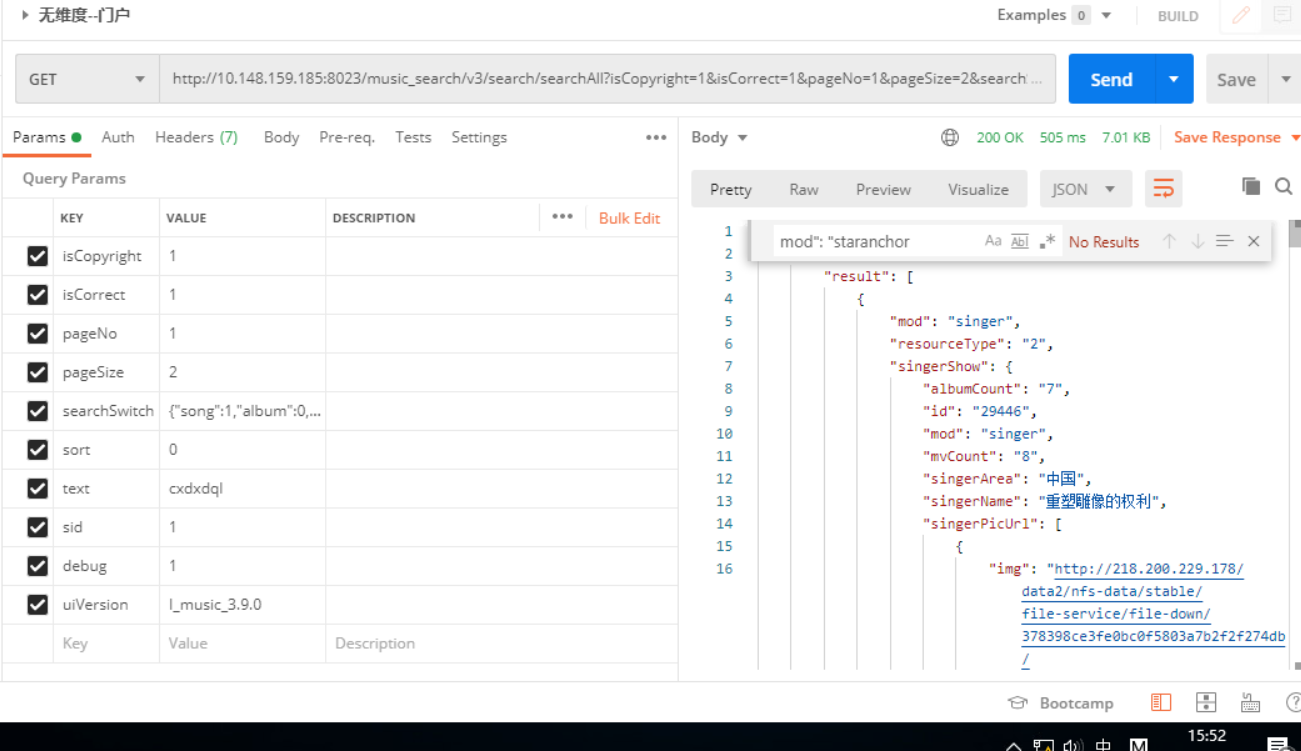 无维度--门户
Examples 0
BUILD
GET
http://10.148.159.185:8023/music_search/v3/search/searchAll?isCopyright=1&isCorrect=1&pageNo=1&pageSize=2&search ...
Send
Save
Params Auth Headers (7) Body Pre-req. Tests Settings
Query Params
KEY VALUE DESCRIPTION Bulk Edit
isCopyright 1
isCorrect 1
pageNo 1
pageSize 2
searchSwitch {"song":1,"album":0,...
sort 0
text cxdxdql
sid 1
debug 1
uiVersion I_music_3.9.0
Key Value Description
Body 200 OK 505 ms 7.01 KB Save Response
Pretty Raw Preview Visualize JSON
mod": "staranchor Aa Abl .* No Results
1
2
3 "result": [
4 {
5 "mod": "singer",
6 "resourceType": "2",
7 "singerShow": {
8 "albumCount": "7",
9 "id": "29446",
10 "mod": "singer",
11 "mvCount": "8",
12 "singerArea": "中国",
13 "singerName": "重塑雕像的权利",
14 "singerPicUrl": [
15 {
16 "img": "http://218.200.229.178/
data2/nfs-data/stable/
file-service/file-down/
378398ce3fe0bc0f5803a7b2f2f274db
/
Bootcamp
中 M 15:52